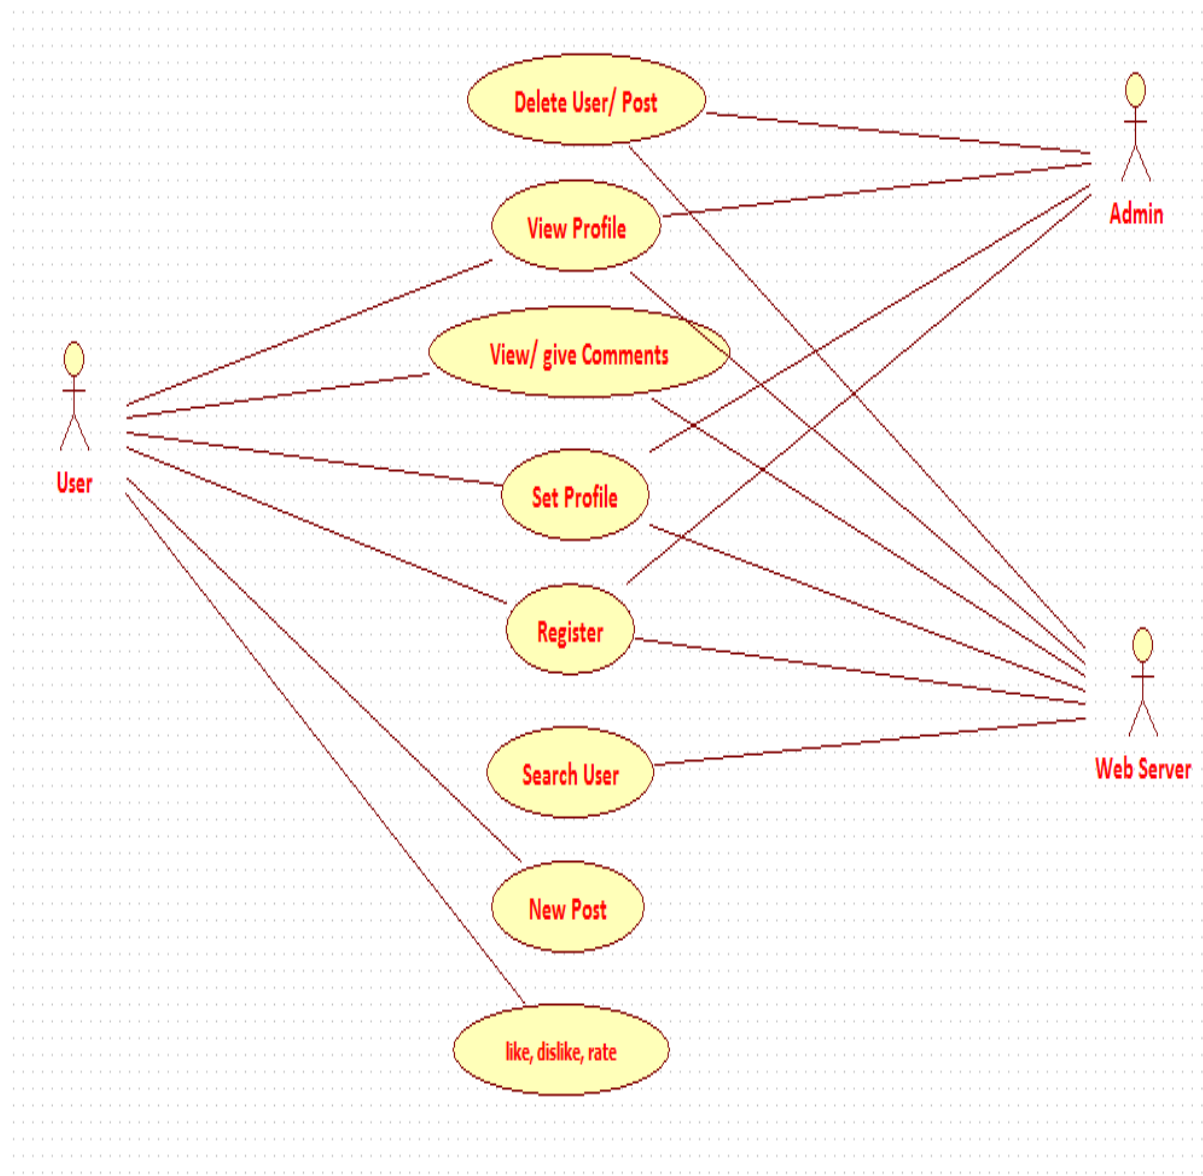 Delete User/ Post
Admin
View Profile
View/ give Comments
User
Set Profile
Register
Web Server
Search User
New Post
like, dislike, rate